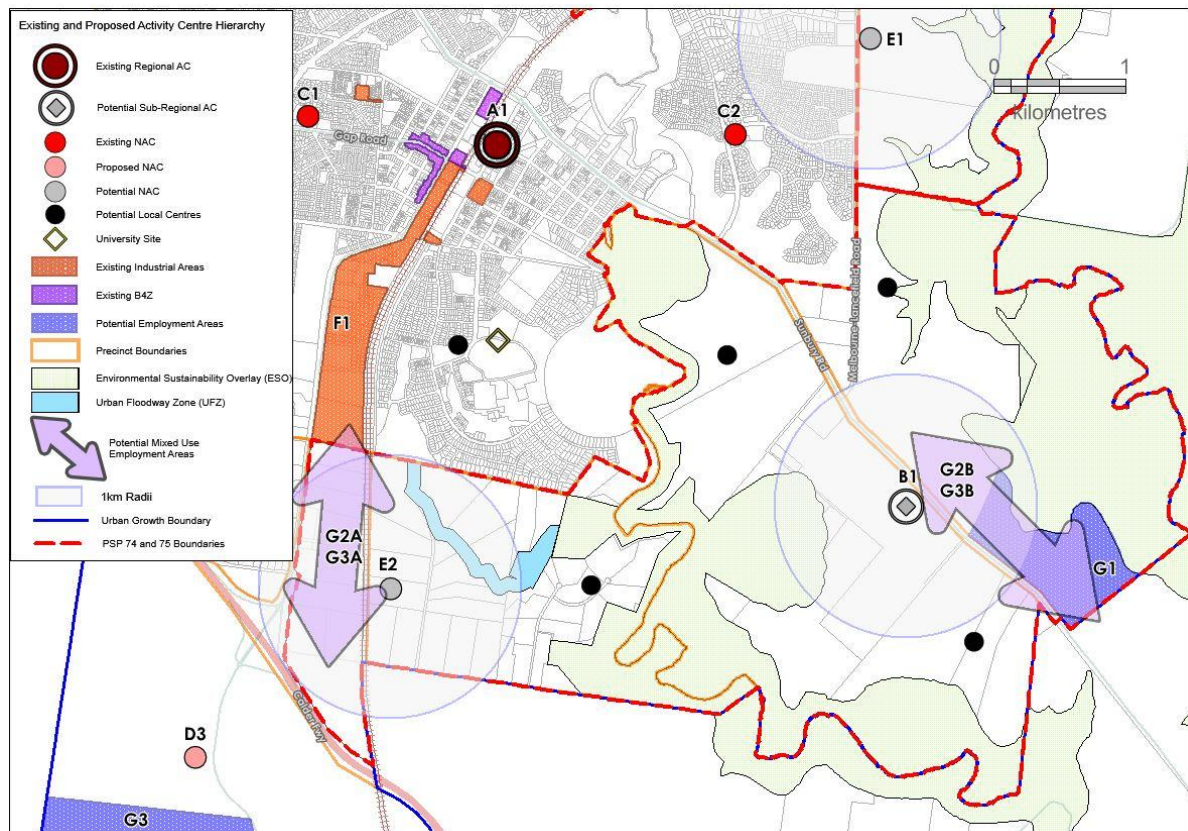 Existing and Proposed Activity Centre Hierarchy
Existing Regional AC
Potential Sub-Regional AC
Existing NAC
Proposed NAC
Potential NAC
Potential Local Centres
University Site
Existing Industrial Areas
Existing B4Z
Potential Employment Areas
Precinct Boundaries
Environmental Sustainability Overlay (ESO)
Urban Floodway Zone (UFZ)
Potential Mixed Use
Employment Areas
1km Radii
Urban Growth Boundary
PSP 74 and 75 Boundaries
E1
0 1
kilometres
C1
A1
C2
Gap Road
Melbourne-Lancefield Road
Sunbury Rd
F1
B1
G2B
G3B
G2A
G3A
E2
G1
Calder Fwy
D3
G3